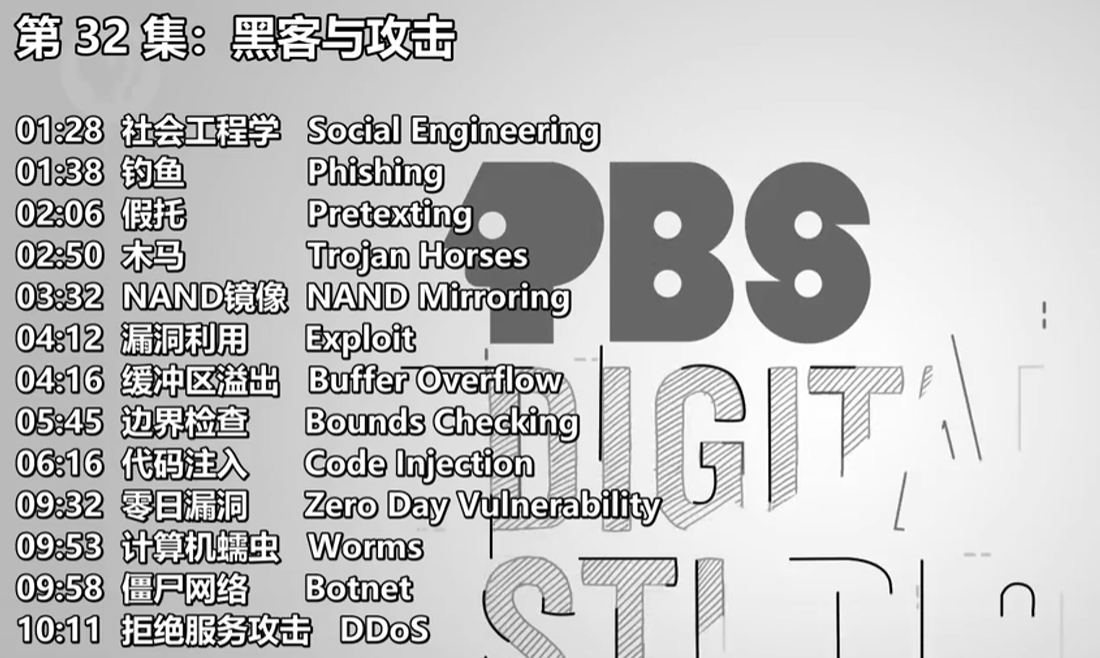 第 32 集：黑客与攻击
01:28 社会工程学 Social Engineering
01:38 钓鱼 Phishing
02:06 假托 Pretexting
02:50 木马 Trojan Horses
03:32 NAND镜像 NAND Mirroring
04:12 漏洞利用 Exploit
04:16 缓冲区溢出 Buffer Overflow
05:45 边界检查 Bounds Checking
06:16 代码注入 Code Injection
09:32 零日漏洞 Zero Day Vulnerability
09:53 计算机蠕虫 Worms
09:58 僵尸网络 Botnet
10:11 拒绝服务攻击 DDoS
PBS
DIGITAL